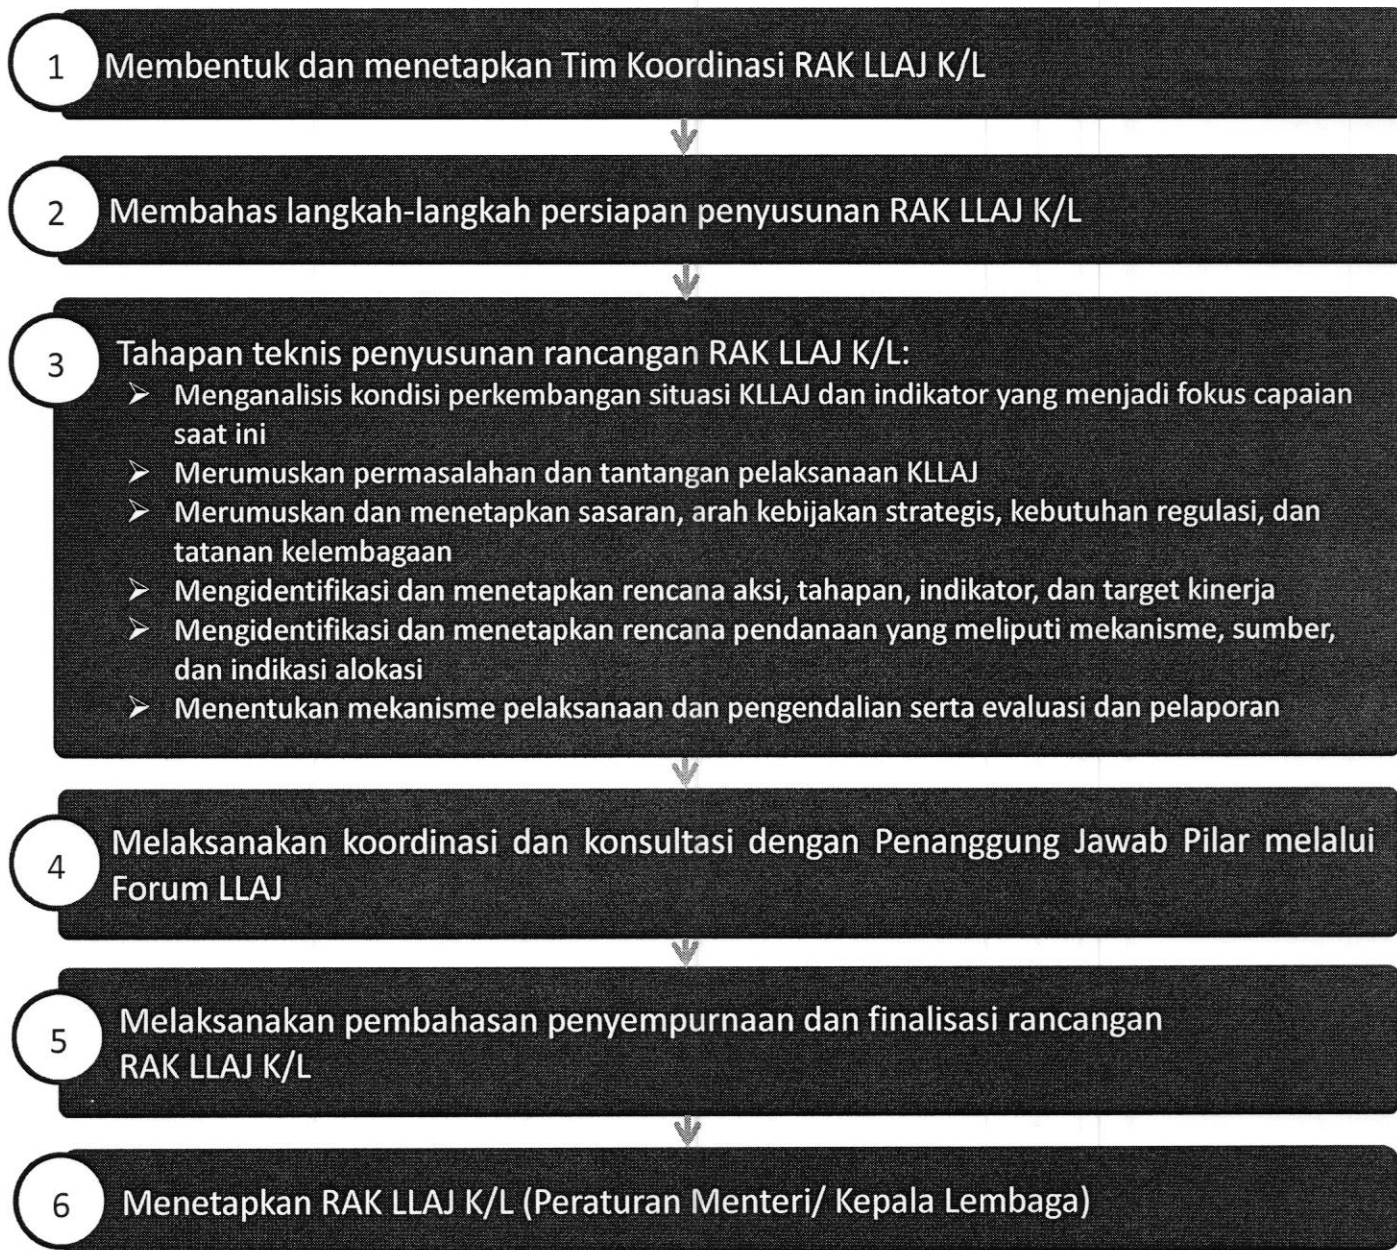 1 Membentuk dan menetapkan Tim Koordinasi RAK LLAJ K/L
2 Membahas langkah-langkah persiapan penyusunan RAK LLAJ K/L
3 Tahapan teknis penyusunan rancangan RAK LLAJ K/L:
➢ Menganalisis kondisi perkembangan situasi KLLAJ dan indikator yang menjadi fokus capaian
saat ini
➢ Merumuskan permasalahan dan tantangan pelaksanaan KLLAJ
➢ Merumuskan dan menetapkan sasaran, arah kebijakan strategis, kebutuhan regulasi, dan
tatanan kelembagaan
➢ Mengidentifikasi dan menetapkan rencana aksi, tahapan, indikator, dan target kinerja
➢ Mengidentifikasi dan menetapkan rencana pendanaan yang meliputi mekanisme, sumber,
dan indikasi alokasi
➢ Menentukan mekanisme pelaksanaan dan pengendalian serta evaluasi dan pelaporan
4 Melaksanakan koordinasi dan konsultasi dengan Penanggung Jawab Pilar melalui
Forum LLAJ
5 Melaksanakan pembahasan penyempurnaan dan finalisasi rancangan
RAK LLAJ K/L
6 Menetapkan RAK LLAJ K/L (Peraturan Menteri/ Kepala Lembaga)